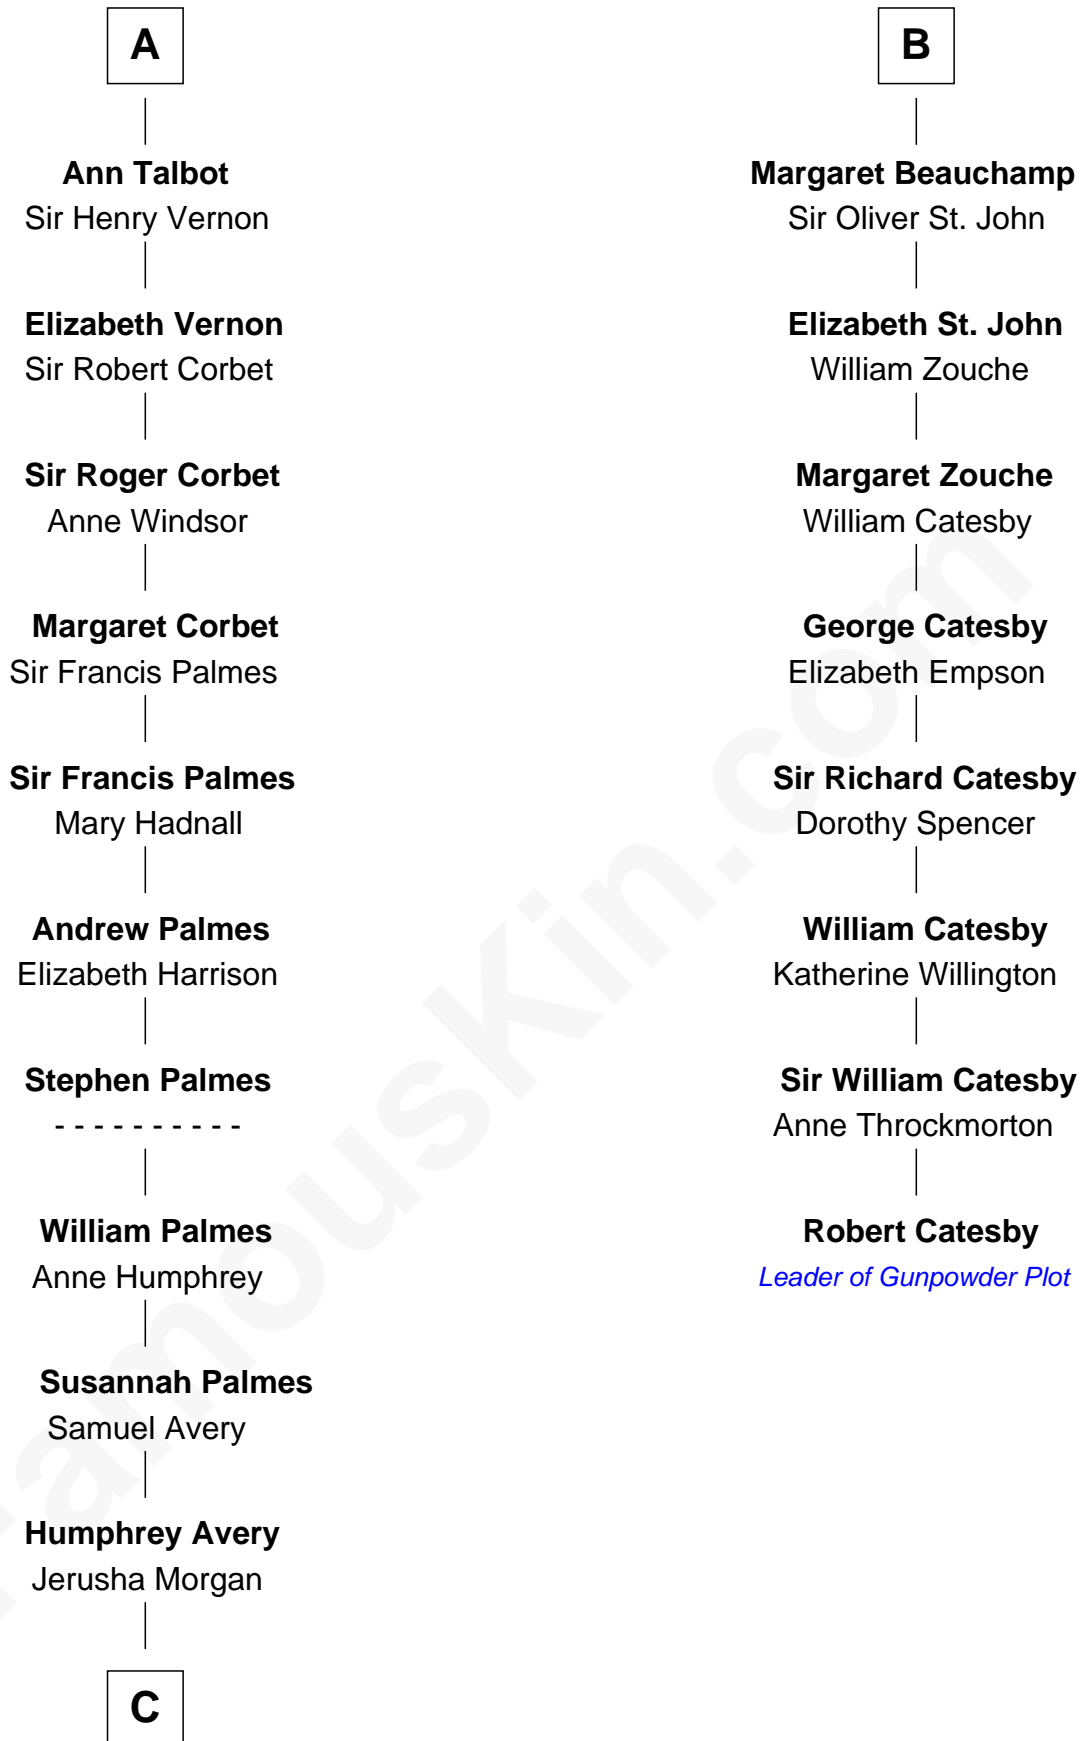 A
Ann Talbot
Sir Henry Vernon
Elizabeth Vernon
Sir Robert Corbet
Sir Roger Corbet
Anne Windsor
Margaret Corbet
Sir Francis Palmes
Sir Francis Palmes
Mary Hadnall
Andrew Palmes
Elizabeth Harrison
Stephen Palmes
- - - - - - - - - -
William Palmes
Anne Humphrey
Susannah Palmes
Samuel Avery
Humphrey Avery
Jerusha Morgan
C
B
Margaret Beauchamp
Sir Oliver St. John
Elizabeth St. John
William Zouche
Margaret Zouche
William Catesby
George Catesby
Elizabeth Empson
Sir Richard Catesby
Dorothy Spencer
William Catesby
Katherine Willington
Sir William Catesby
Anne Throckmorton
Robert Catesby
Leader of Gunpowder Plot
FamousKin.com